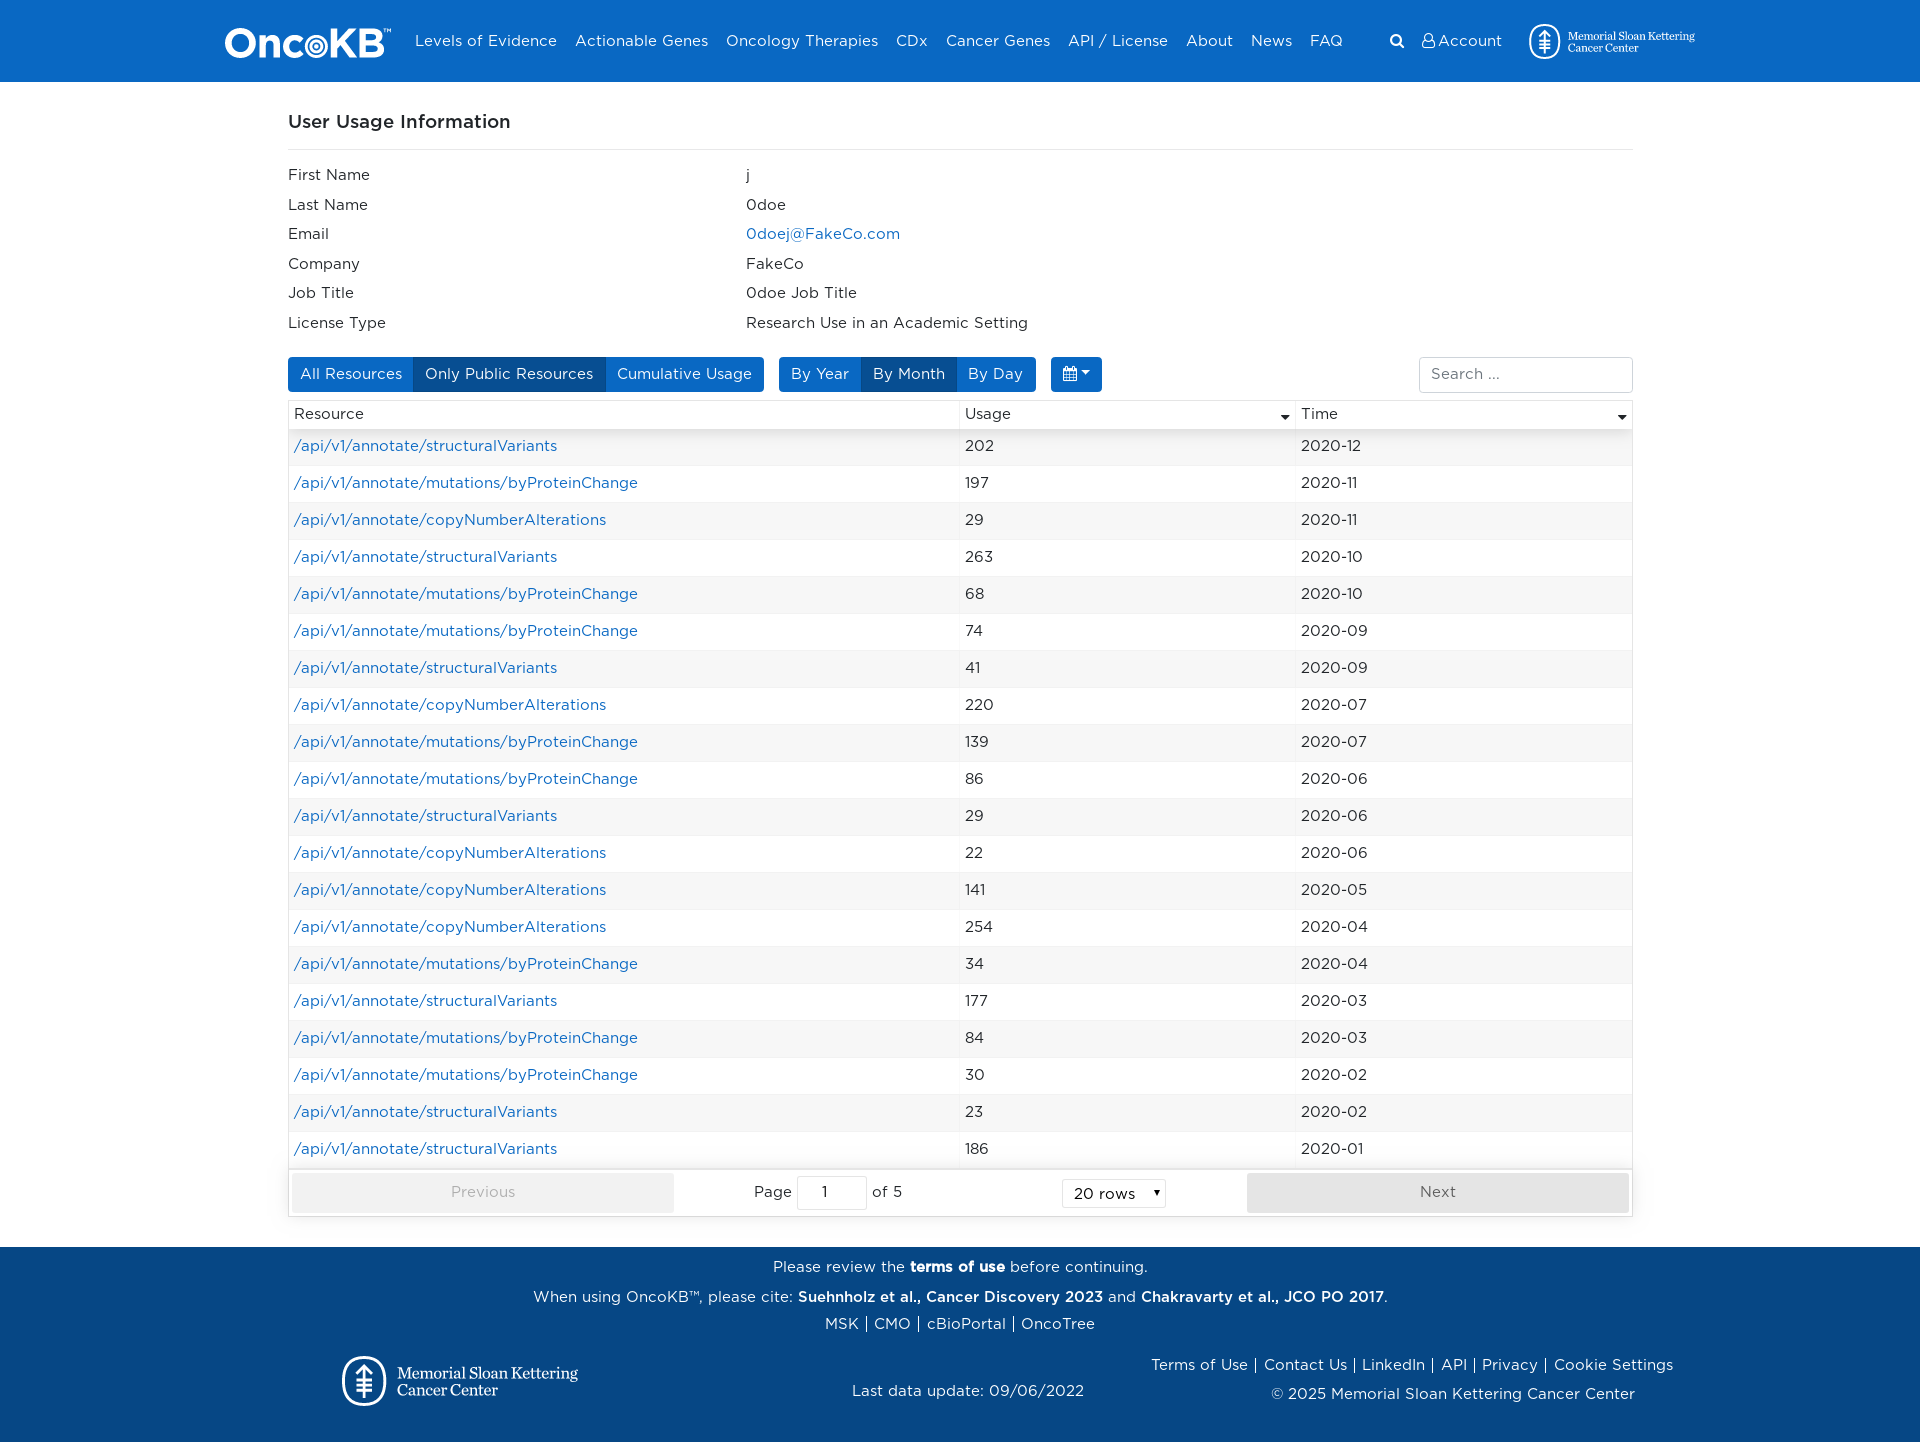 OncoKB™ Levels of Evidence Actionable Genes Oncology Therapies CDx Cancer Genes API / License About News FAQ Account Memorial Sloan Kettering
Cancer Center
User Usage Information
First Name j
Last Name 0doe
Email 0doej@FakeCo.com
Company FakeCo
Job Title 0doe Job Title
License Type Research Use in an Academic Setting
All Resources Only Public Resources Cumulative Usage By Year By Month By Day Search ...
Resource Usage Time
/api/v1/annotate/structuralVariants 202 2020-12
/api/v1/annotate/mutations/byProteinChange 197 2020-11
/api/v1/annotate/copyNumberAlterations 29 2020-11
/api/v1/annotate/structuralVariants 263 2020-10
/api/v1/annotate/mutations/byProteinChange 68 2020-10
/api/v1/annotate/mutations/byProteinChange 74 2020-09
/api/v1/annotate/structuralVariants 41 2020-09
/api/v1/annotate/copyNumberAlterations 220 2020-07
/api/v1/annotate/mutations/byProteinChange 139 2020-07
/api/v1/annotate/mutations/byProteinChange 86 2020-06
/api/v1/annotate/structuralVariants 29 2020-06
/api/v1/annotate/copyNumberAlterations 22 2020-06
/api/v1/annotate/copyNumberAlterations 141 2020-05
/api/v1/annotate/copyNumberAlterations 254 2020-04
/api/v1/annotate/mutations/byProteinChange 34 2020-04
/api/v1/annotate/structuralVariants 177 2020-03
/api/v1/annotate/mutations/byProteinChange 84 2020-03
/api/v1/annotate/mutations/byProteinChange 30 2020-02
/api/v1/annotate/structuralVariants 23 2020-02
/api/v1/annotate/structuralVariants 186 2020-01
Previous Page 1 of 5 20 rows Next
Please review the terms of use before continuing.
When using OncoKB™, please cite: Suehnholz et al., Cancer Discovery 2023 and Chakravarty et al., JCO PO 2017.
MSK | CMO | cBioPortal | OncoTree
Memorial Sloan Kettering
Cancer Center
Last data update: 09/06/2022
Terms of Use | Contact Us | LinkedIn | API | Privacy | Cookie Settings
© 2025 Memorial Sloan Kettering Cancer Center